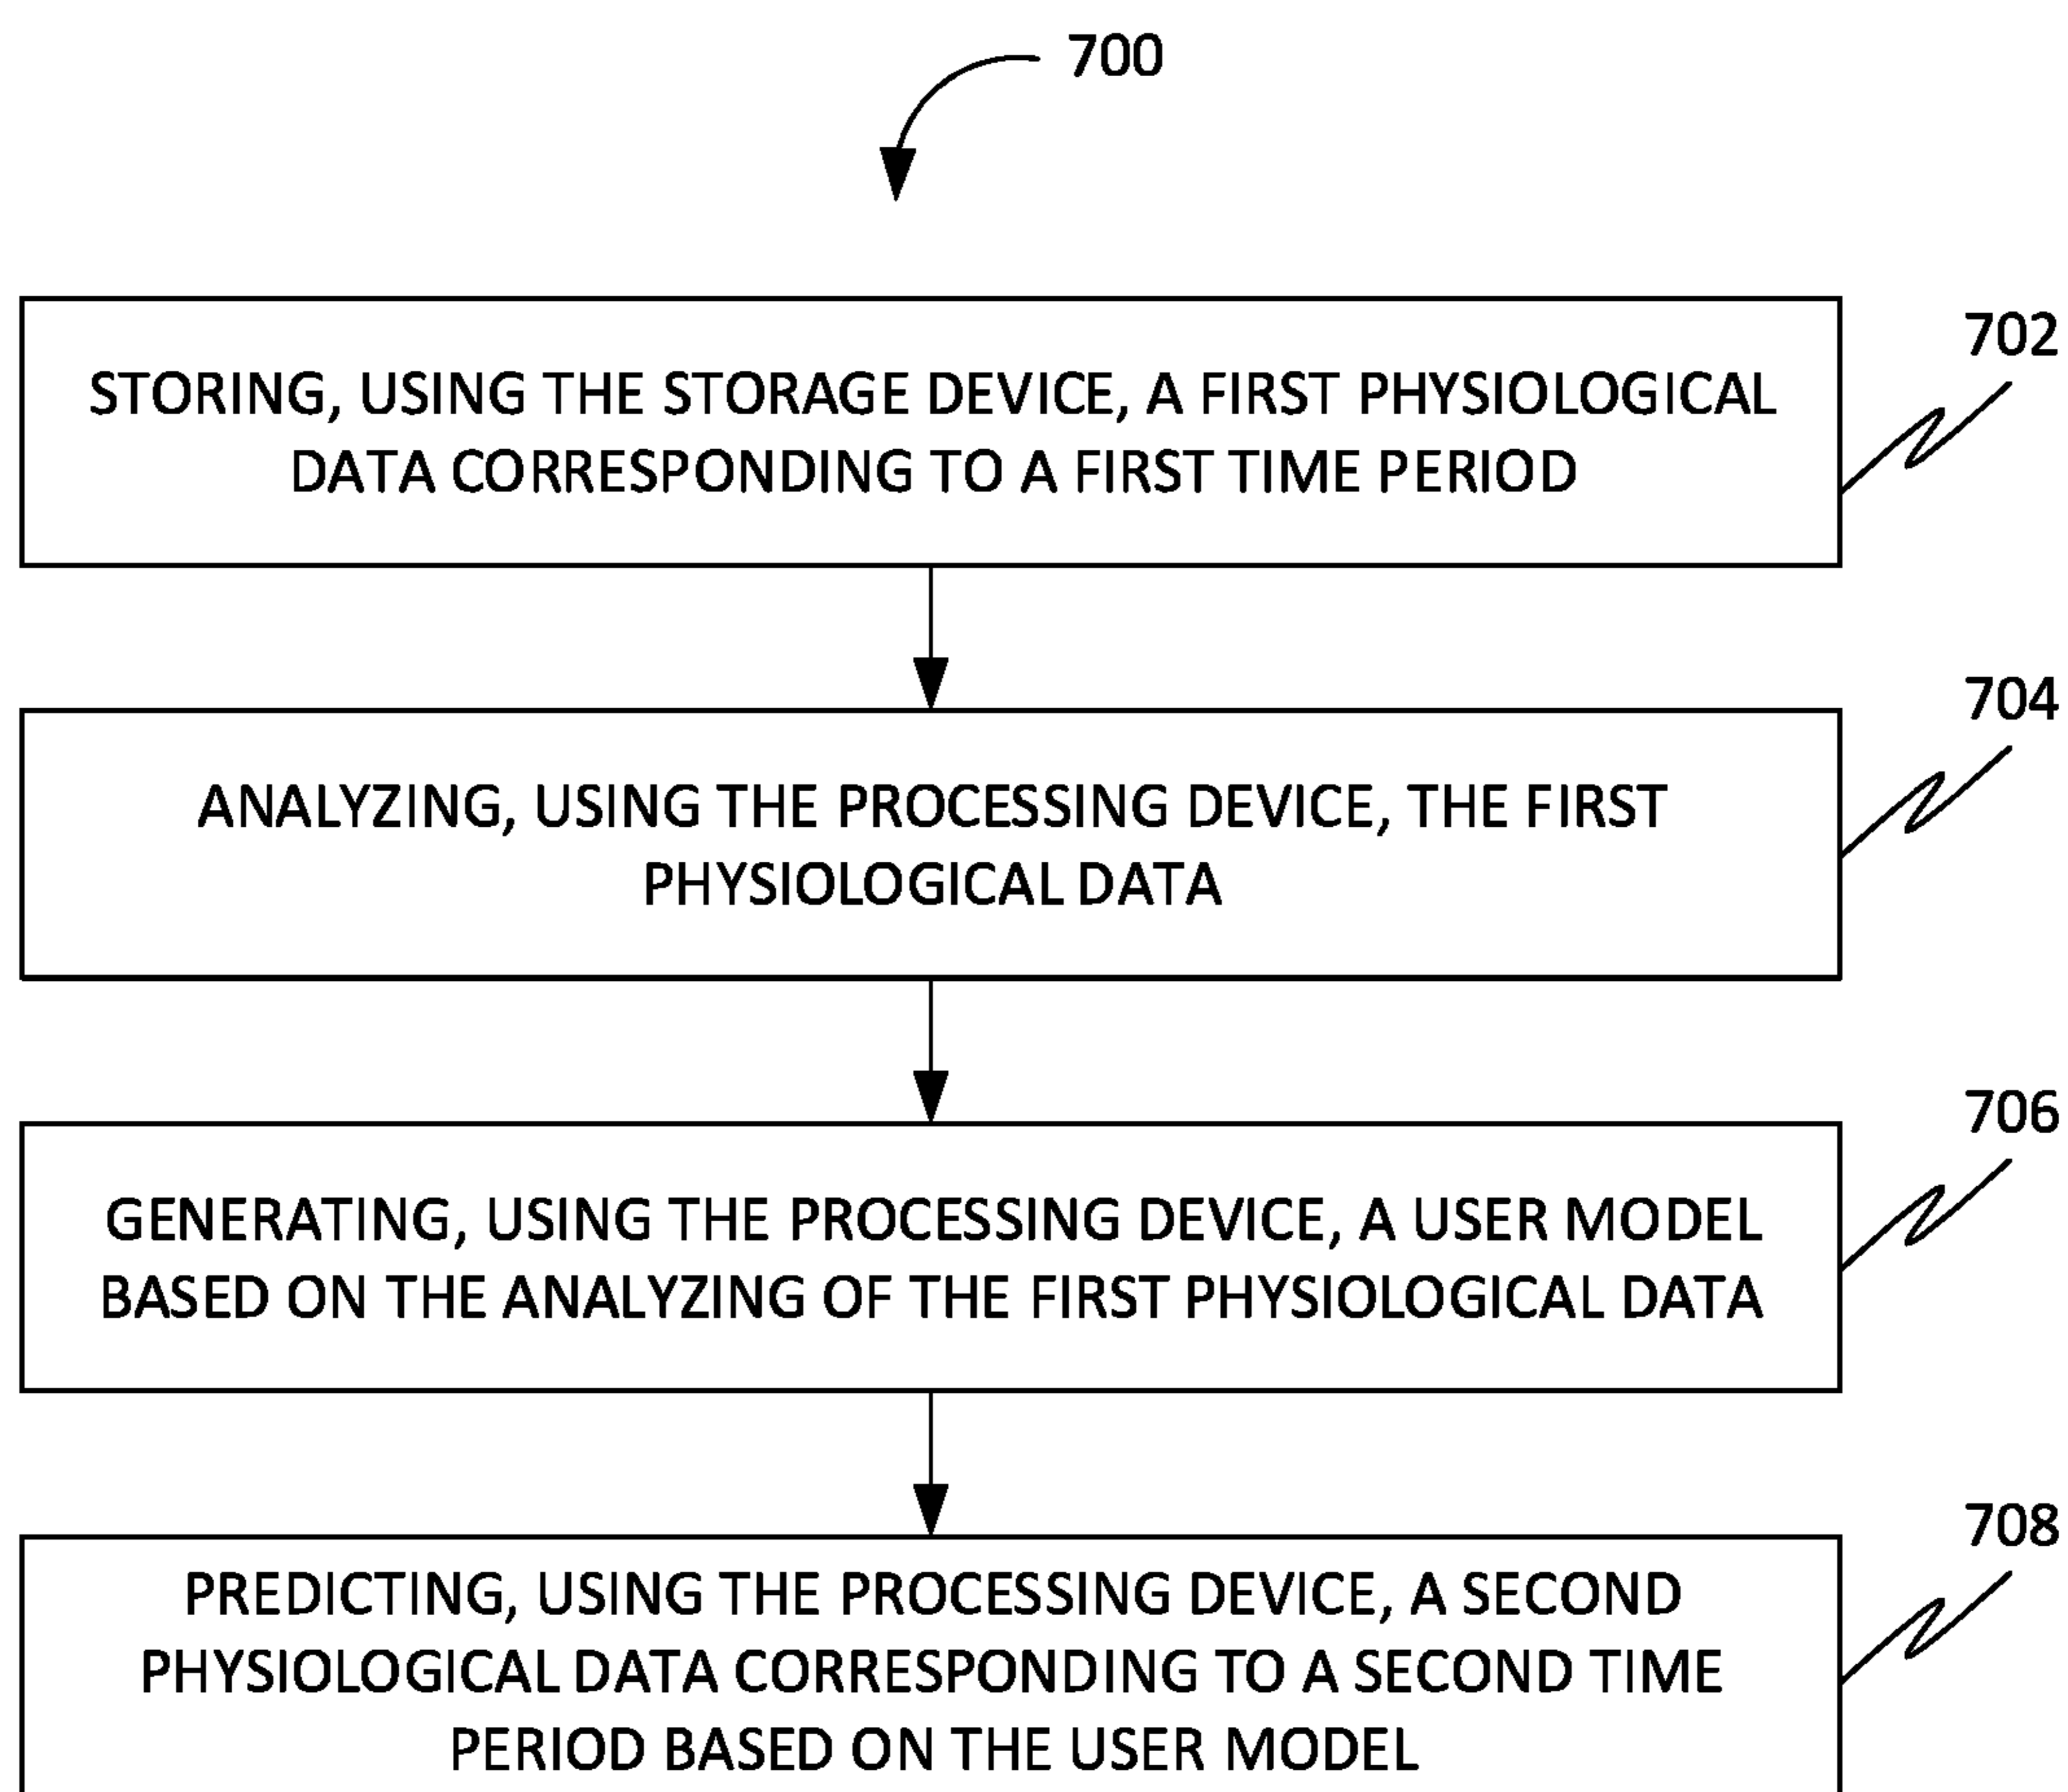 700
702
STORING, USING THE STORAGE DEVICE, A FIRST PHYSIOLOGICAL
DATA CORRESPONDING TO A FIRST TIME PERIOD
704
ANALYZING, USING THE PROCESSING DEVICE, THE FIRST
PHYSIOLOGICAL DATA
706
GENERATING, USING THE PROCESSING DEVICE, A USER MODEL
BASED ON THE ANALYZING OF THE FIRST PHYSIOLOGICAL DATA
708
PREDICTING, USING THE PROCESSING DEVICE, A SECOND
PHYSIOLOGICAL DATA CORRESPONDING TO A SECOND TIME
PERIOD BASED ON THE USER MODEL